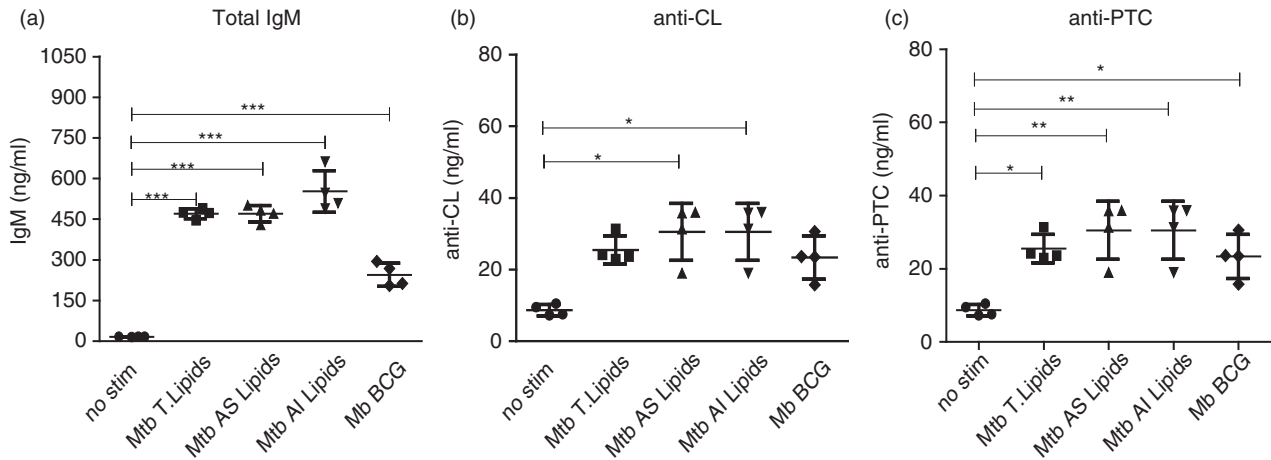 (a) Total IgM
1050
900
750
600
450
300
150
0
IgM (ng/ml)
***
***
***
***
no stim
Mtb T.Lipids
Mtb AS Lipids
Mtb AI Lipids
Mb BCG
(b) anti-CL
80
60
40
20
0
anti-CL (ng/ml)
*
*
no stim
Mtb T.Lipids
Mtb AS Lipids
Mtb AI Lipids
Mb BCG
(c) anti-PTC
80
60
40
20
0
anti-PTC (ng/ml)
*
**
**
*
no stim
Mtb T.Lipids
Mtb AS Lipids
Mtb AI Lipids
Mb BCG